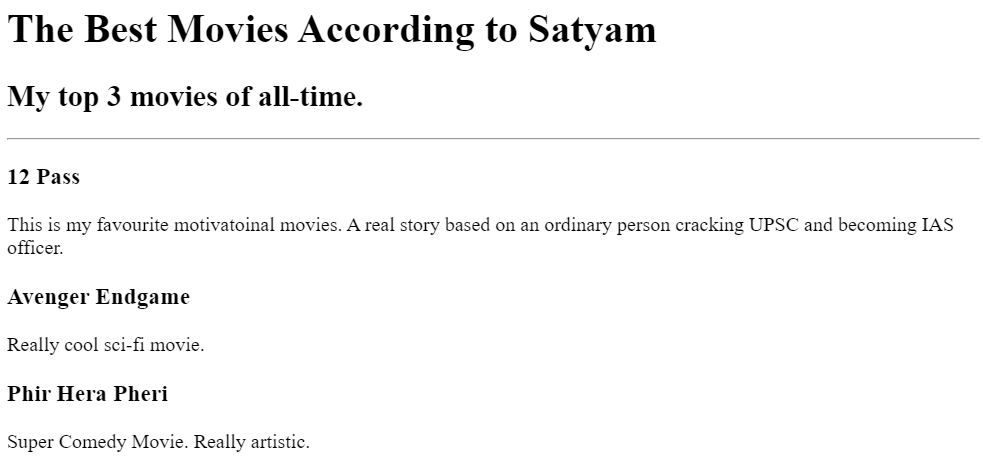 The Best Movies According to Satyam
My top 3 movies of all-time.
12 Pass
This is my favourite motivatoinal movies. A real story based on an ordinary person cracking UPSC and becoming IAS
officer.
Avenger Endgame
Really cool sci-fi movie.
Phir Hera Pheri
Super Comedy Movie. Really artistic.